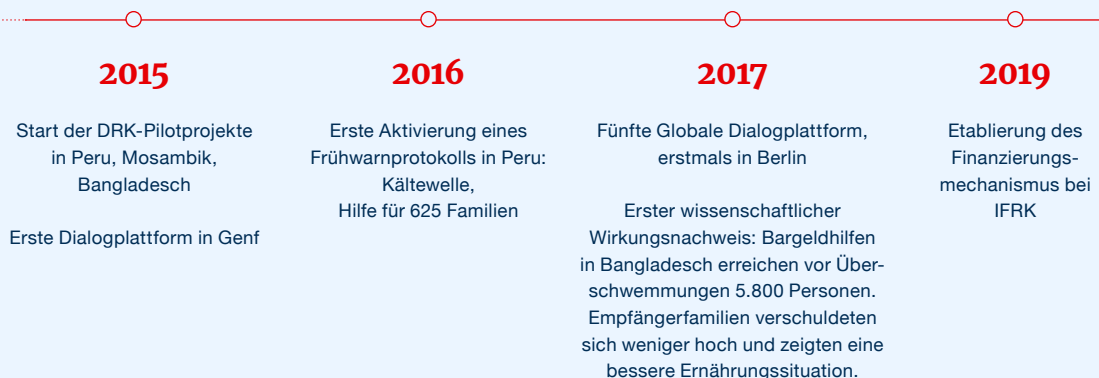 2015
Start der DRK-Pilotprojekte
in Peru, Mosambik,
Bangladesch
Erste Dialogplattform in Genf
2016
Erste Aktivierung eines
Frühwarnprotokolls in Peru:
Kältewelle,
Hilfe für 625 Familien
2017
Fünfte Globale Dialogplattform,
erstmals in Berlin
Erster wissenschaftlicher
Wirkungsnachweis: Bargeldhilfen
in Bangladesch erreichen vor Über-
schwemmungen 5.800 Personen.
Empfängerfamilien verschuldeten
sich weniger hoch und zeigten eine
bessere Ernährungssituation.
2019
Etablierung des
Finanzierungs-
mechanismus bei
IFRK